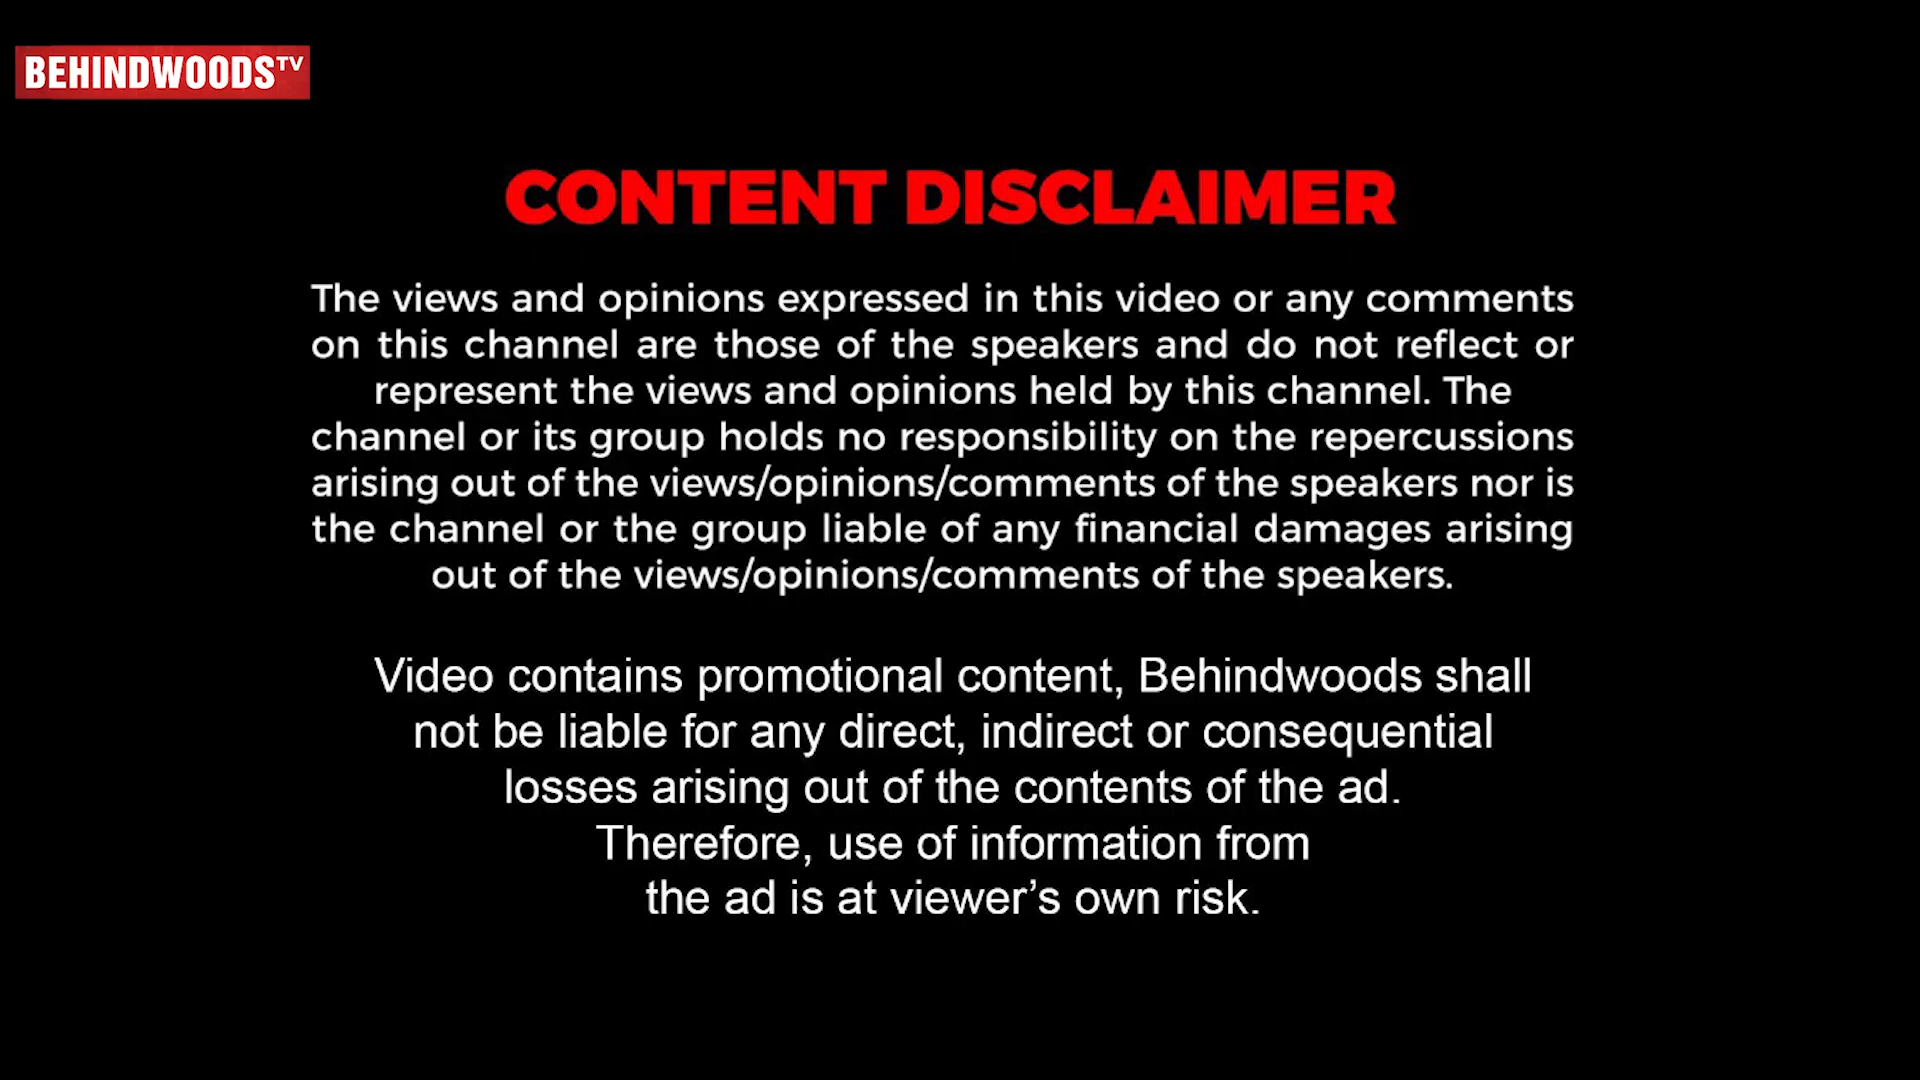 BEHINDWOODSTV
CONTENT DISCLAIMER
The views and opinions expressed in this video or any comments
on this channel are those of the speakers and do not reflect or
represent the views and opinions held by this channel. The
channel or its group holds no responsibility on the repercussions
arising out of the views/opinions/comments of the speakers nor is
the channel or the group liable of any financial damages arising
out of the views/opinions/comments of the speakers.
Video contains promotional content, Behindwoods shall
not be liable for any direct, indirect or consequential
losses arising out of the contents of the ad.
Therefore, use of information from
the ad is at viewer’s own risk.